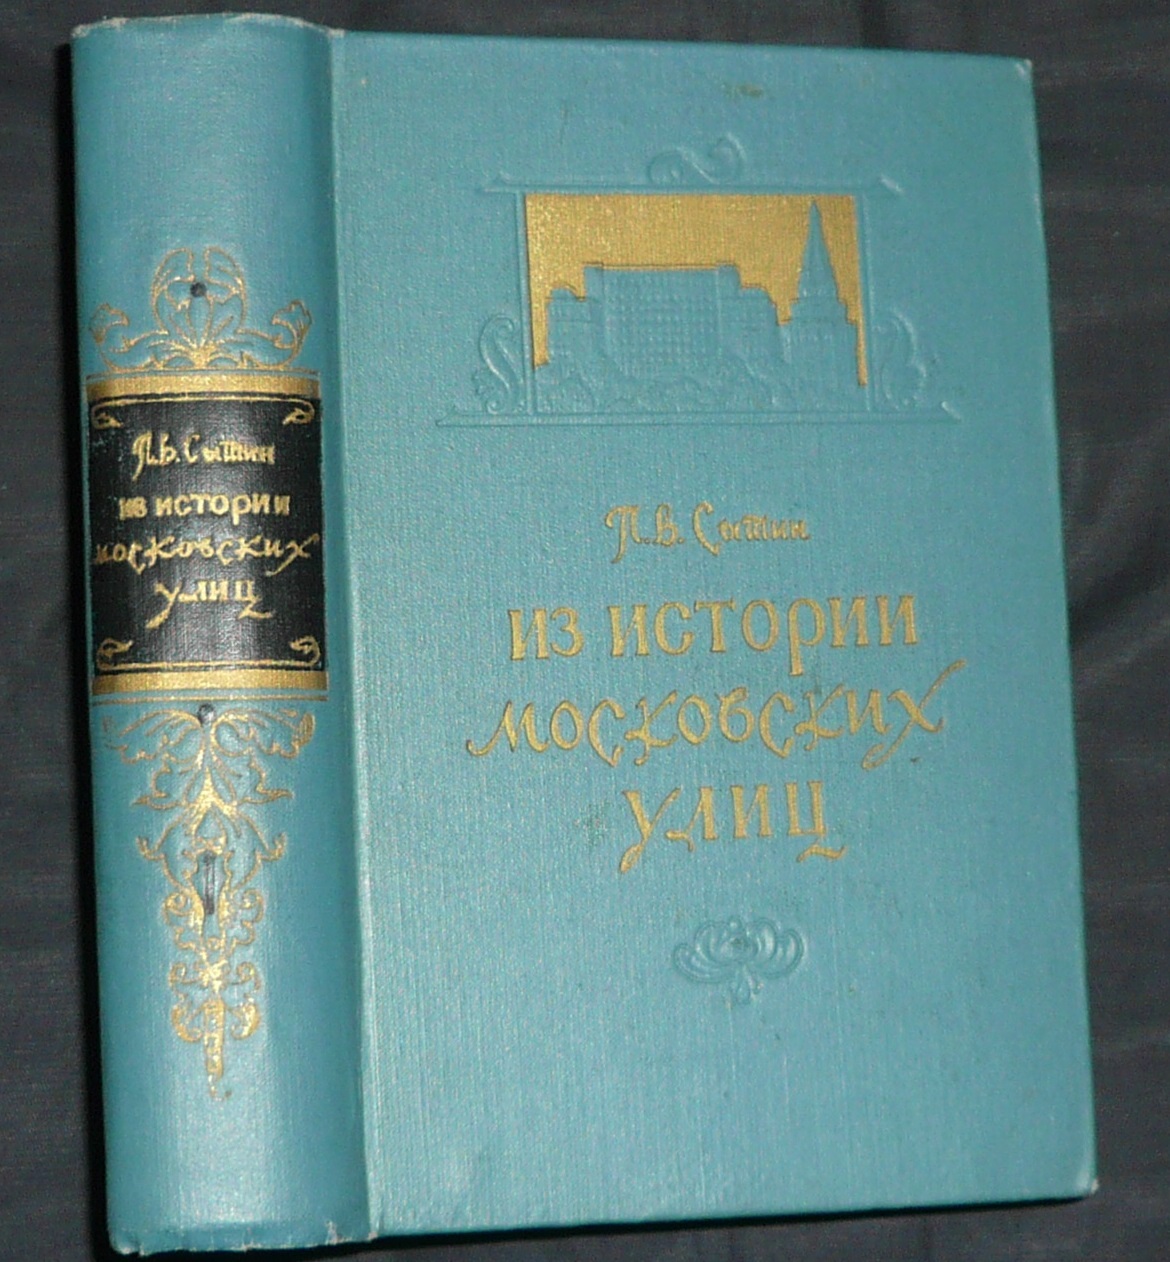 П.В. Сытин
из истории
московских
улиц
П.В. Сытин
из истории
московских
улиц